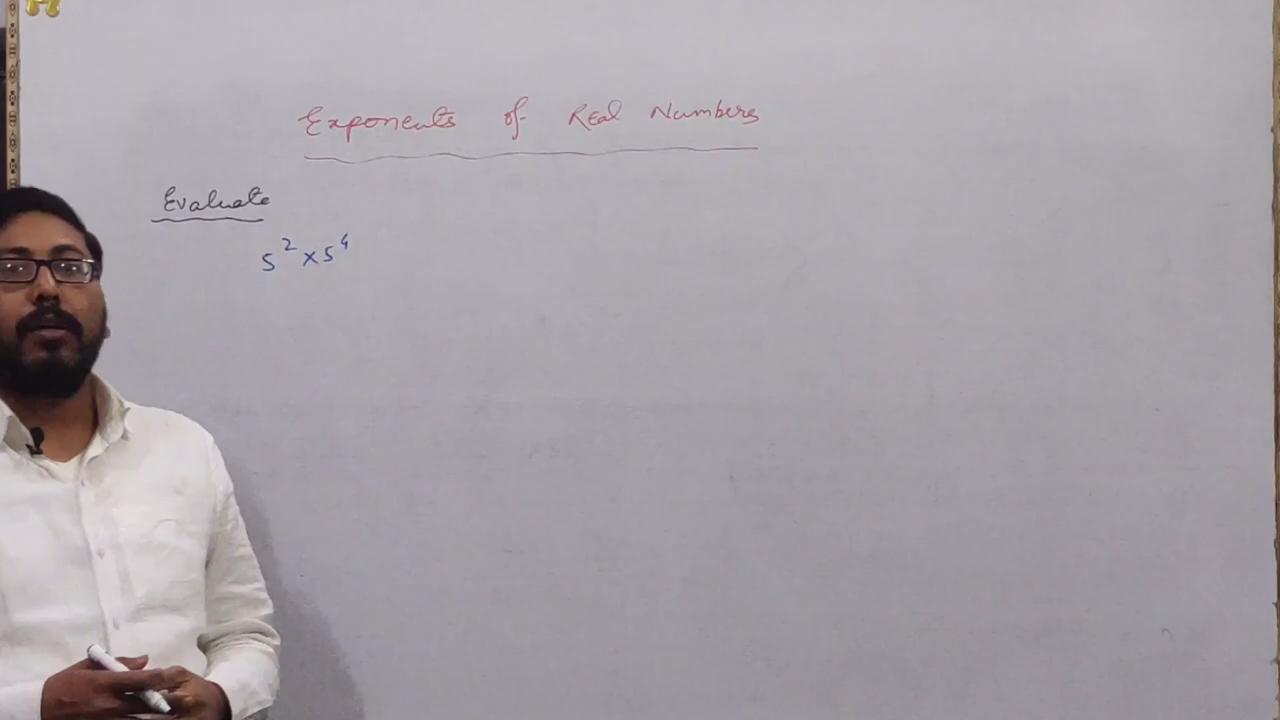 Exponents of Real Numbers
Evaluate
5² × 5⁴